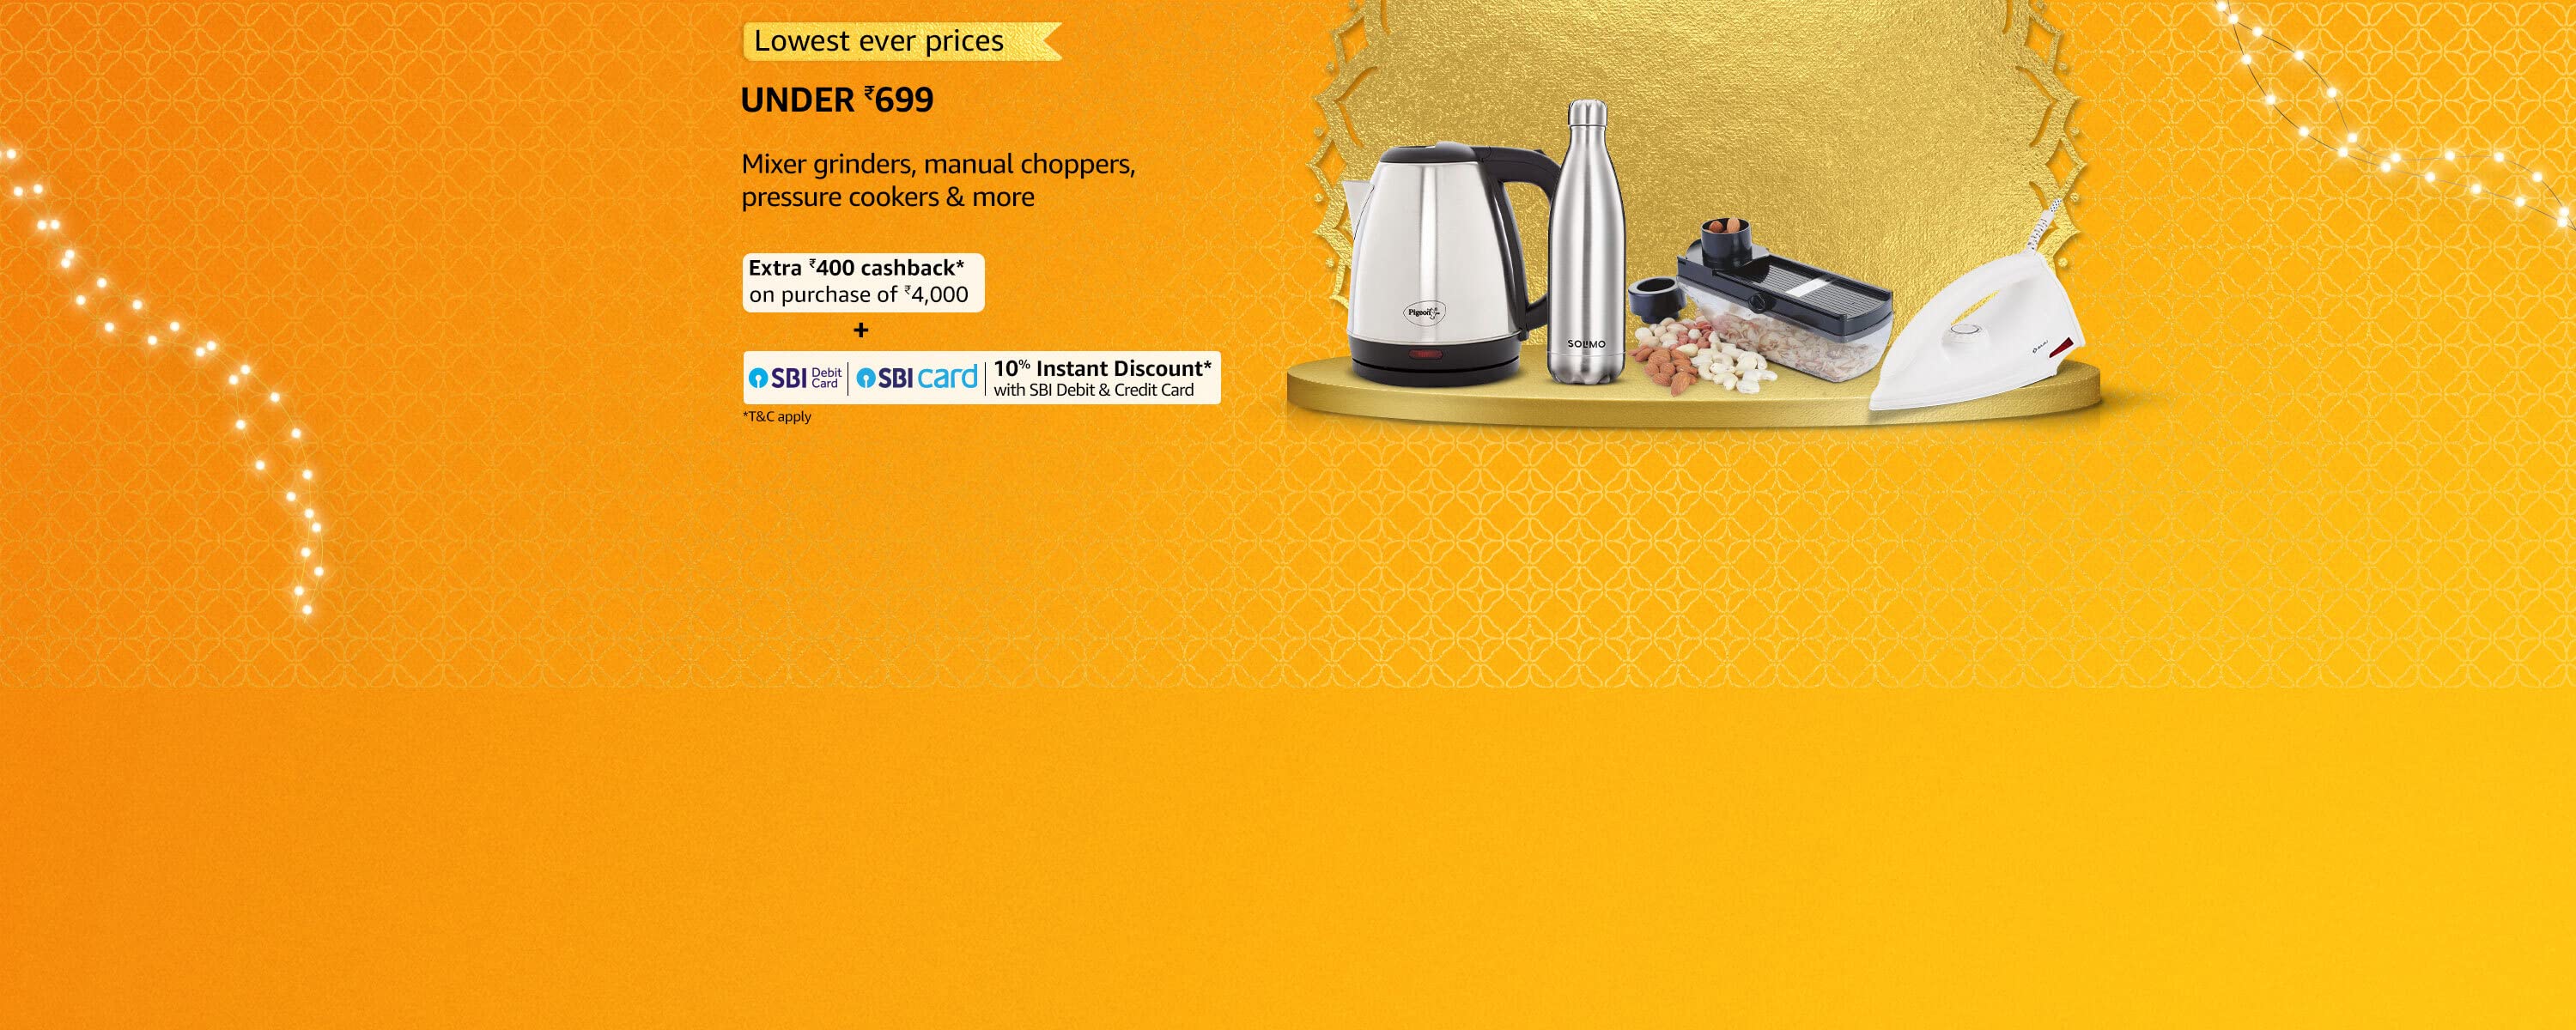 Lowest ever prices
UNDER ₹699
Mixer grinders, manual choppers,
pressure cookers & more
Extra ₹400 cashback*
on purchase of ₹4,000
+
SBI Debit Card | SBI card | 10% Instant Discount*
with SBI Debit & Credit Card
*T&C apply
Pigeon
SOLIMO